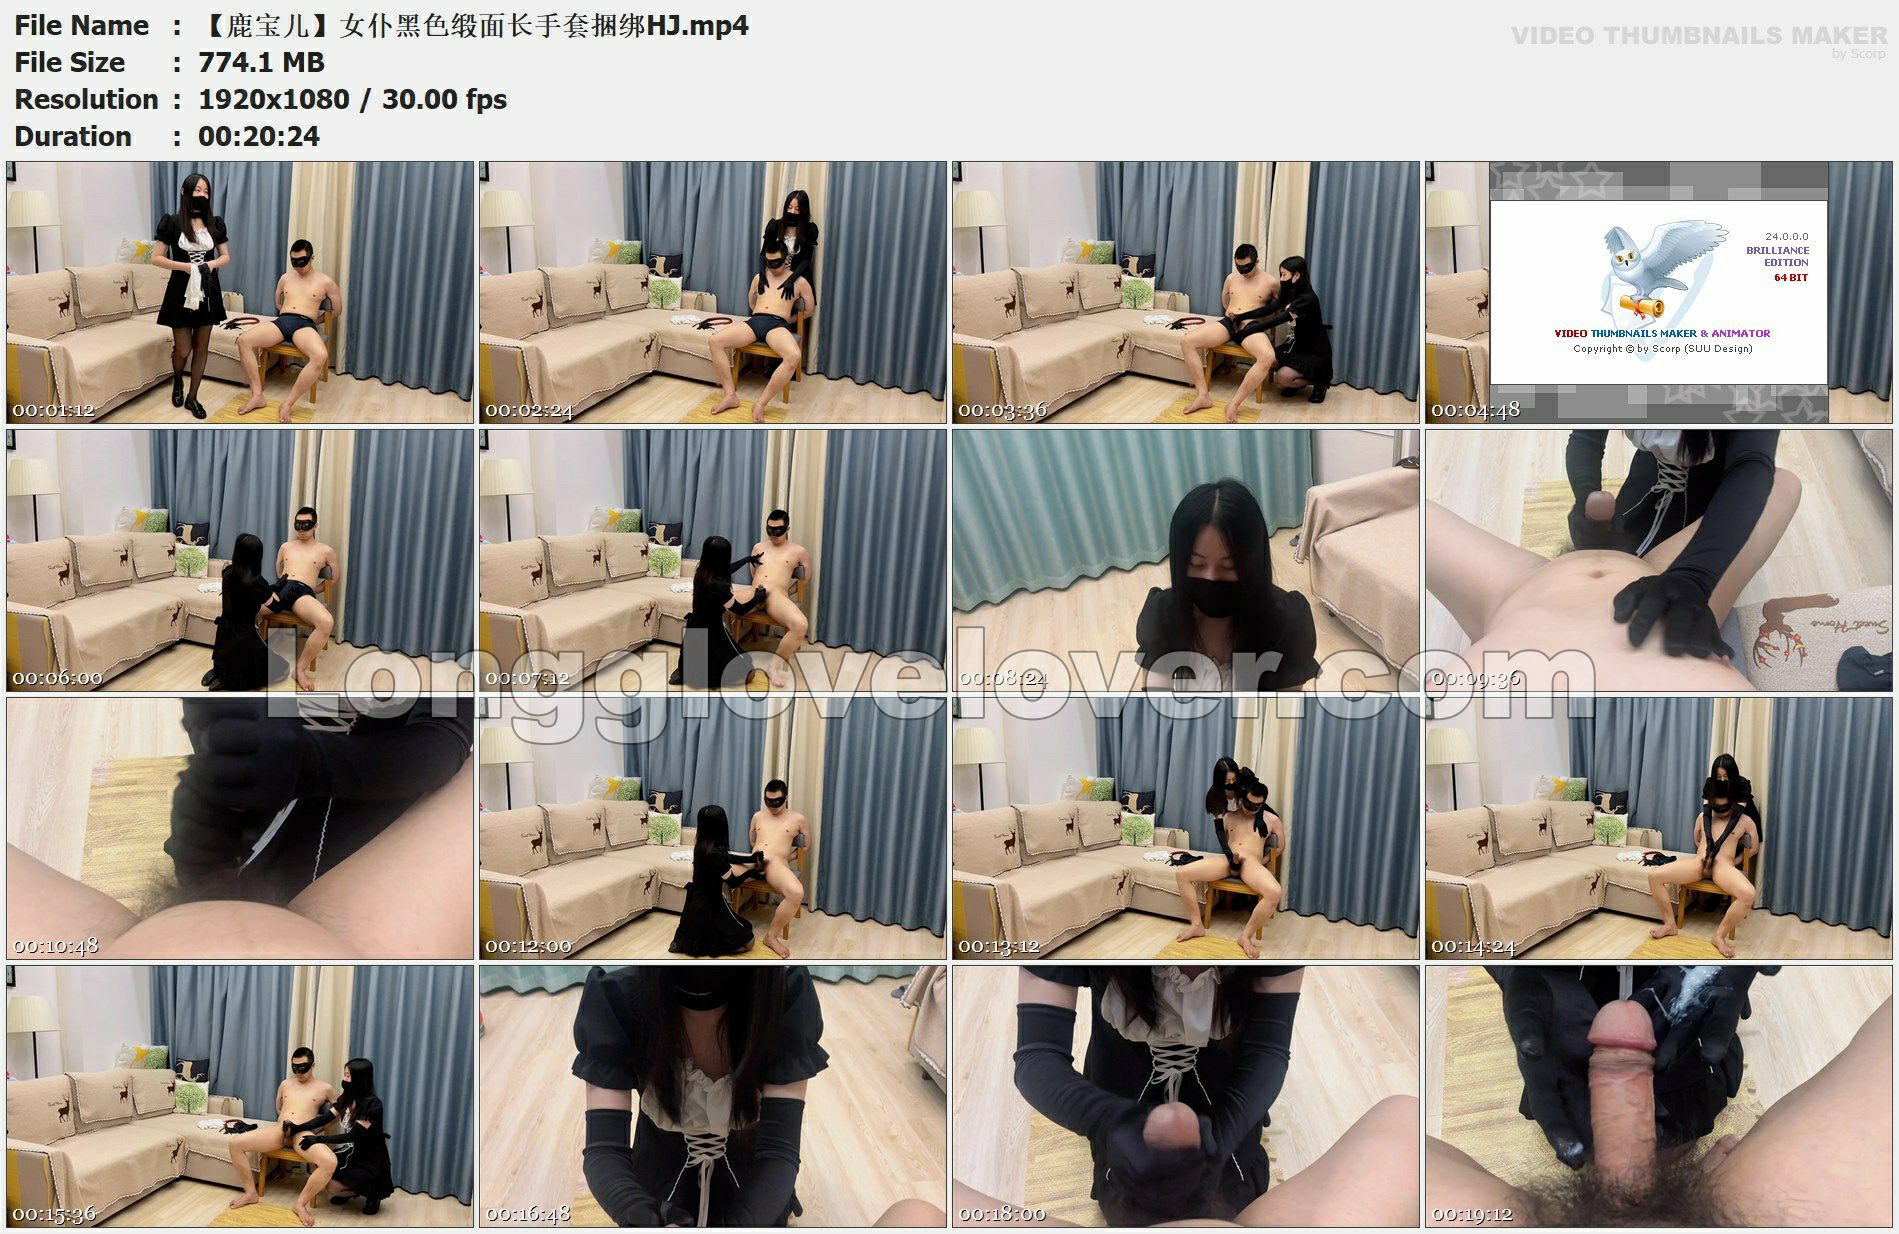 File Name : 【鹿宝儿】女仆黑色缎面长手套捆绑HJ.mp4
File Size : 774.1 MB
Resolution : 1920x1080 / 30.00 fps
Duration : 00:20:24
VIDEO THUMBNAILS MAKER
by Scorp
00:01:12
00:02:24
00:03:36
24.0.0.0
BRILLIANCE
EDITION
64 BIT
VIDEO THUMBNAILS MAKER & ANIMATOR
Copyright © by Scorp (SUU Design)
00:04:48
00:06:00
00:07:12
00:08:24
Sweet Home
00:09:36
Longglovelover.com
00:10:48
00:12:00
00:13:12
00:14:24
00:15:36
00:16:48
00:18:00
00:19:12